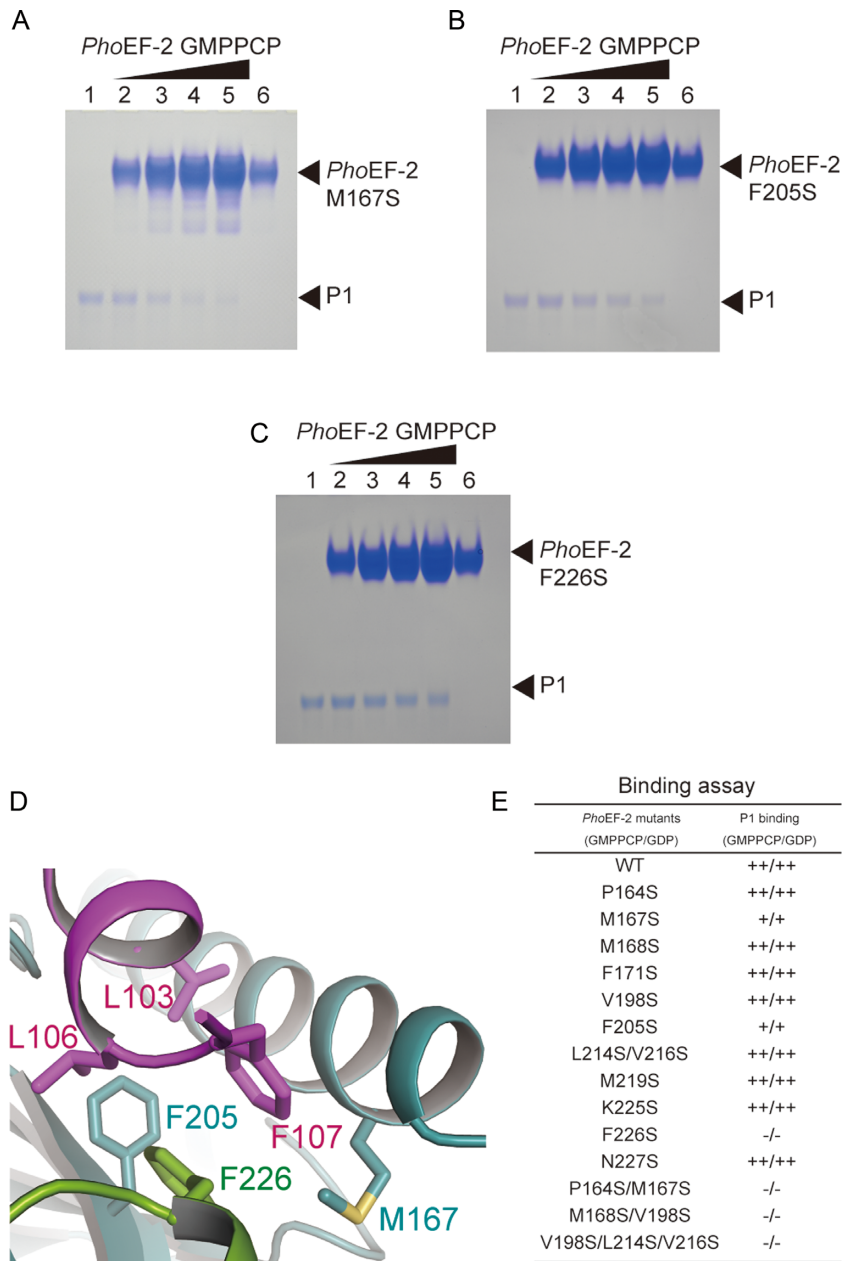 A
PhoEF-2 GMPPCP
1 2 3 4 5 6
PhoEF-2
M167S
P1
B
PhoEF-2 GMPPCP
1 2 3 4 5 6
PhoEF-2
F205S
P1
C
PhoEF-2 GMPPCP
1 2 3 4 5 6
PhoEF-2
F226S
P1
D
L103
L106
F205
F107
F226
M167
E
Binding assay
PhoEF-2 mutants P1 binding
(GMPPCP/GDP) (GMPPCP/GDP)
WT ++/++
P164S ++/++
M167S +/+
M168S ++/++
F171S ++/++
V198S ++/++
F205S +/+
L214S/V216S ++/++
M219S ++/++
K225S ++/++
F226S -/-
N227S ++/++
P164S/M167S -/-
M168S/V198S -/-
V198S/L214S/V216S -/-